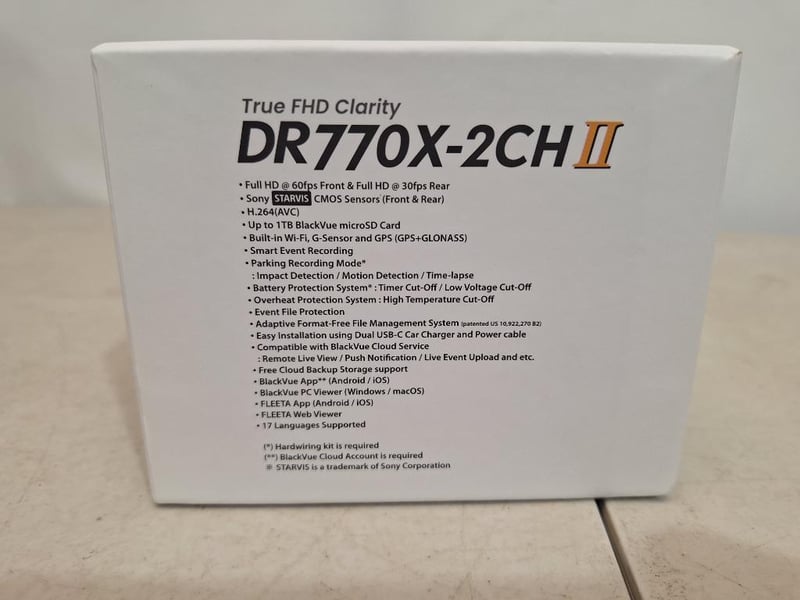 True FHD Clarity
DR770X-2CH II
• Full HD @ 60fps Front & Full HD @ 30fps Rear
• Sony STARVIS CMOS Sensors (Front & Rear)
• H.264(AVC)
• Up to 1TB BlackVue microSD Card
• Built-in Wi-Fi, G-Sensor and GPS (GPS+GLONASS)
• Smart Event Recording
• Parking Recording Mode*
: Impact Detection / Motion Detection / Time-lapse
• Battery Protection System* : Timer Cut-Off / Low Voltage Cut-Off
• Overheat Protection System : High Temperature Cut-Off
• Event File Protection
• Adaptive Format-Free File Management System (patented US 10,922,270 B2)
• Easy Installation using Dual USB-C Car Charger and Power cable
• Compatible with BlackVue Cloud Service
: Remote Live View / Push Notification / Live Event Upload and etc.
• Free Cloud Backup Storage support
• BlackVue App** (Android / iOS)
• BlackVue PC Viewer (Windows / macOS)
• FLEETA App (Android / iOS)
• FLEETA Web Viewer
• 17 Languages Supported
(*) Hardwiring kit is required
(**) BlackVue Cloud Account is required
※ STARVIS is a trademark of Sony Corporation